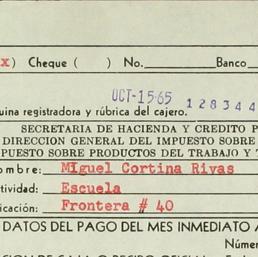 x) Cheque ( ) No. Banco
OCT-15.65
128344
uina registradora y rúbrica del cajero.
SECRETARIA DE HACIENDA Y CREDITO P
DIRECCION GENERAL DEL IMPUESTO SOBRE
PUESTO SOBRE PRODUCTOS DEL TRABAJO Y
ombre: MIguel Cortina Rivas
tividad: Escuela
icación: Frontera # 40
DATOS DEL PAGO DEL MES INMEDIATO A
Núme